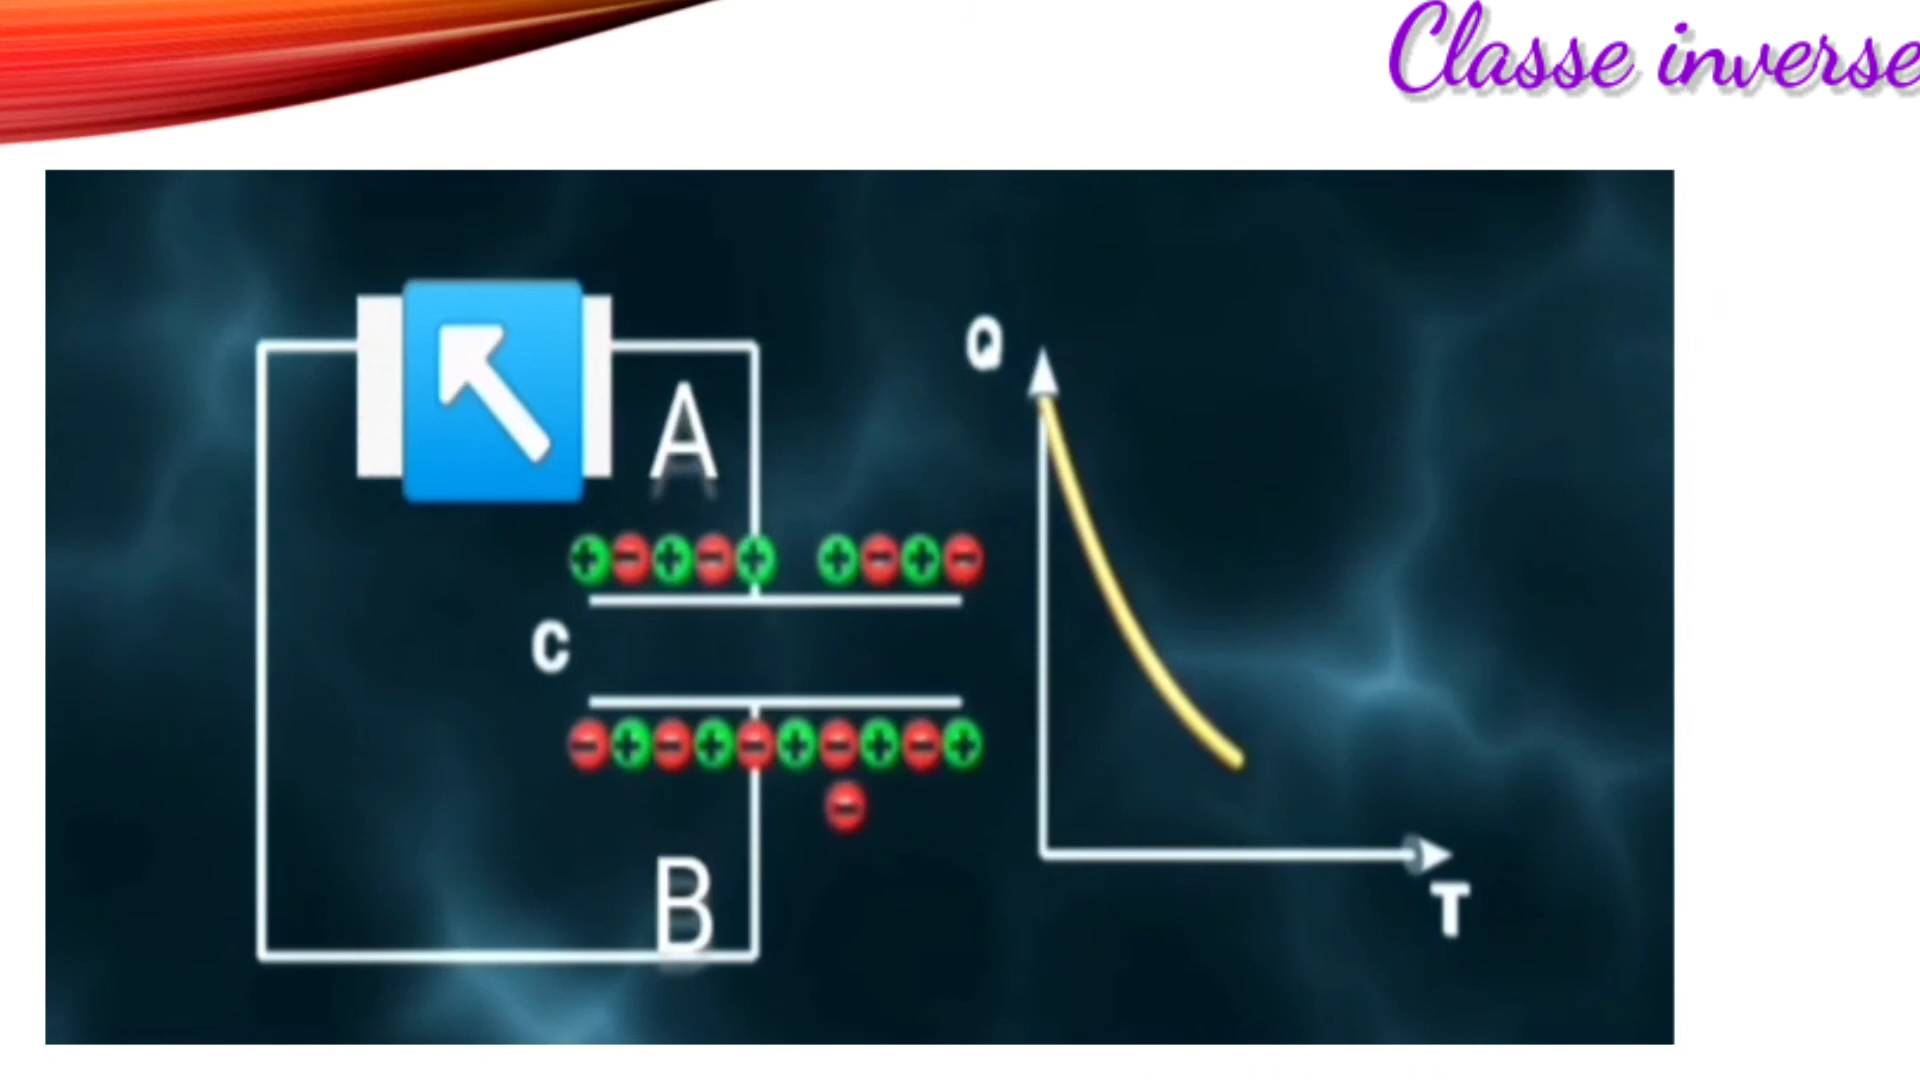 Classe inverse
Q
A
+ - + - + + - + -
C
- + - + - + - + - +
-
B
T